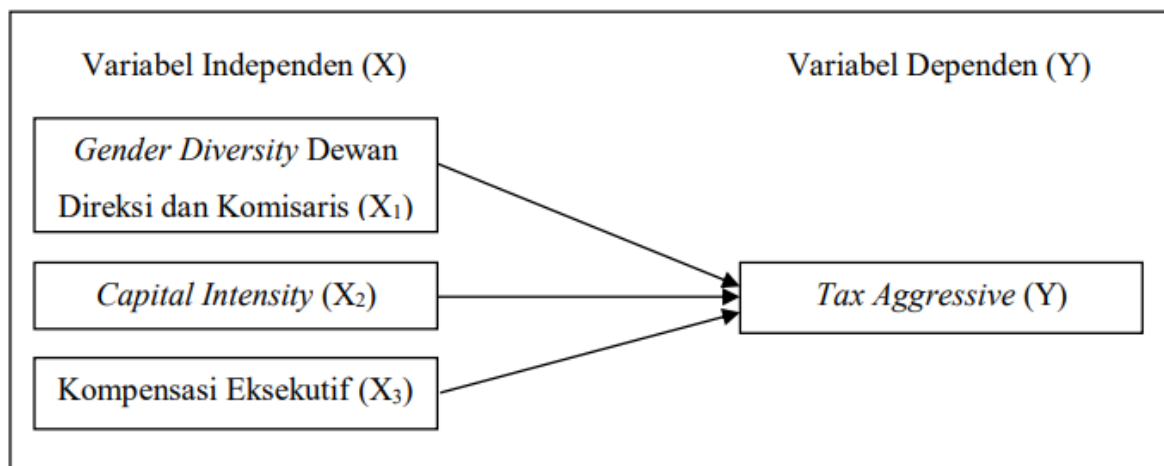 Variabel Independen (X)
Variabel Dependen (Y)
Gender Diversity Dewan
Direksi dan Komisaris (X₁)
Capital Intensity (X₂)
Tax Aggressive (Y)
Kompensasi Eksekutif (X₃)